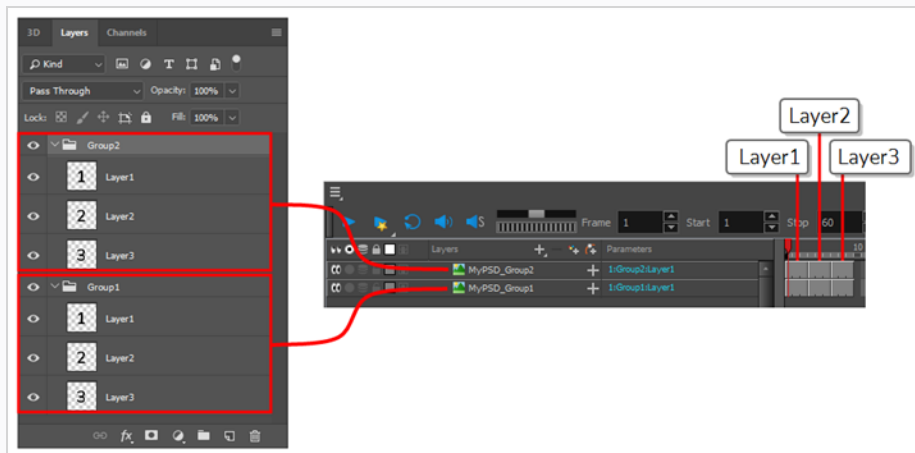 3D Layers Channels
Kind
Pass Through Opacity: 100%
Lock: Fill: 100%
Group2
1 Layer1
2 Layer2
3 Layer3
Group1
1 Layer1
2 Layer2
3 Layer3
fx
Layer2
Layer1 Layer3
S Frame 1 Start 1 Stop 60
Layers Parameters 10
MyPSD_Group2 1:Group2:Layer1
MyPSD_Group1 1:Group1:Layer1